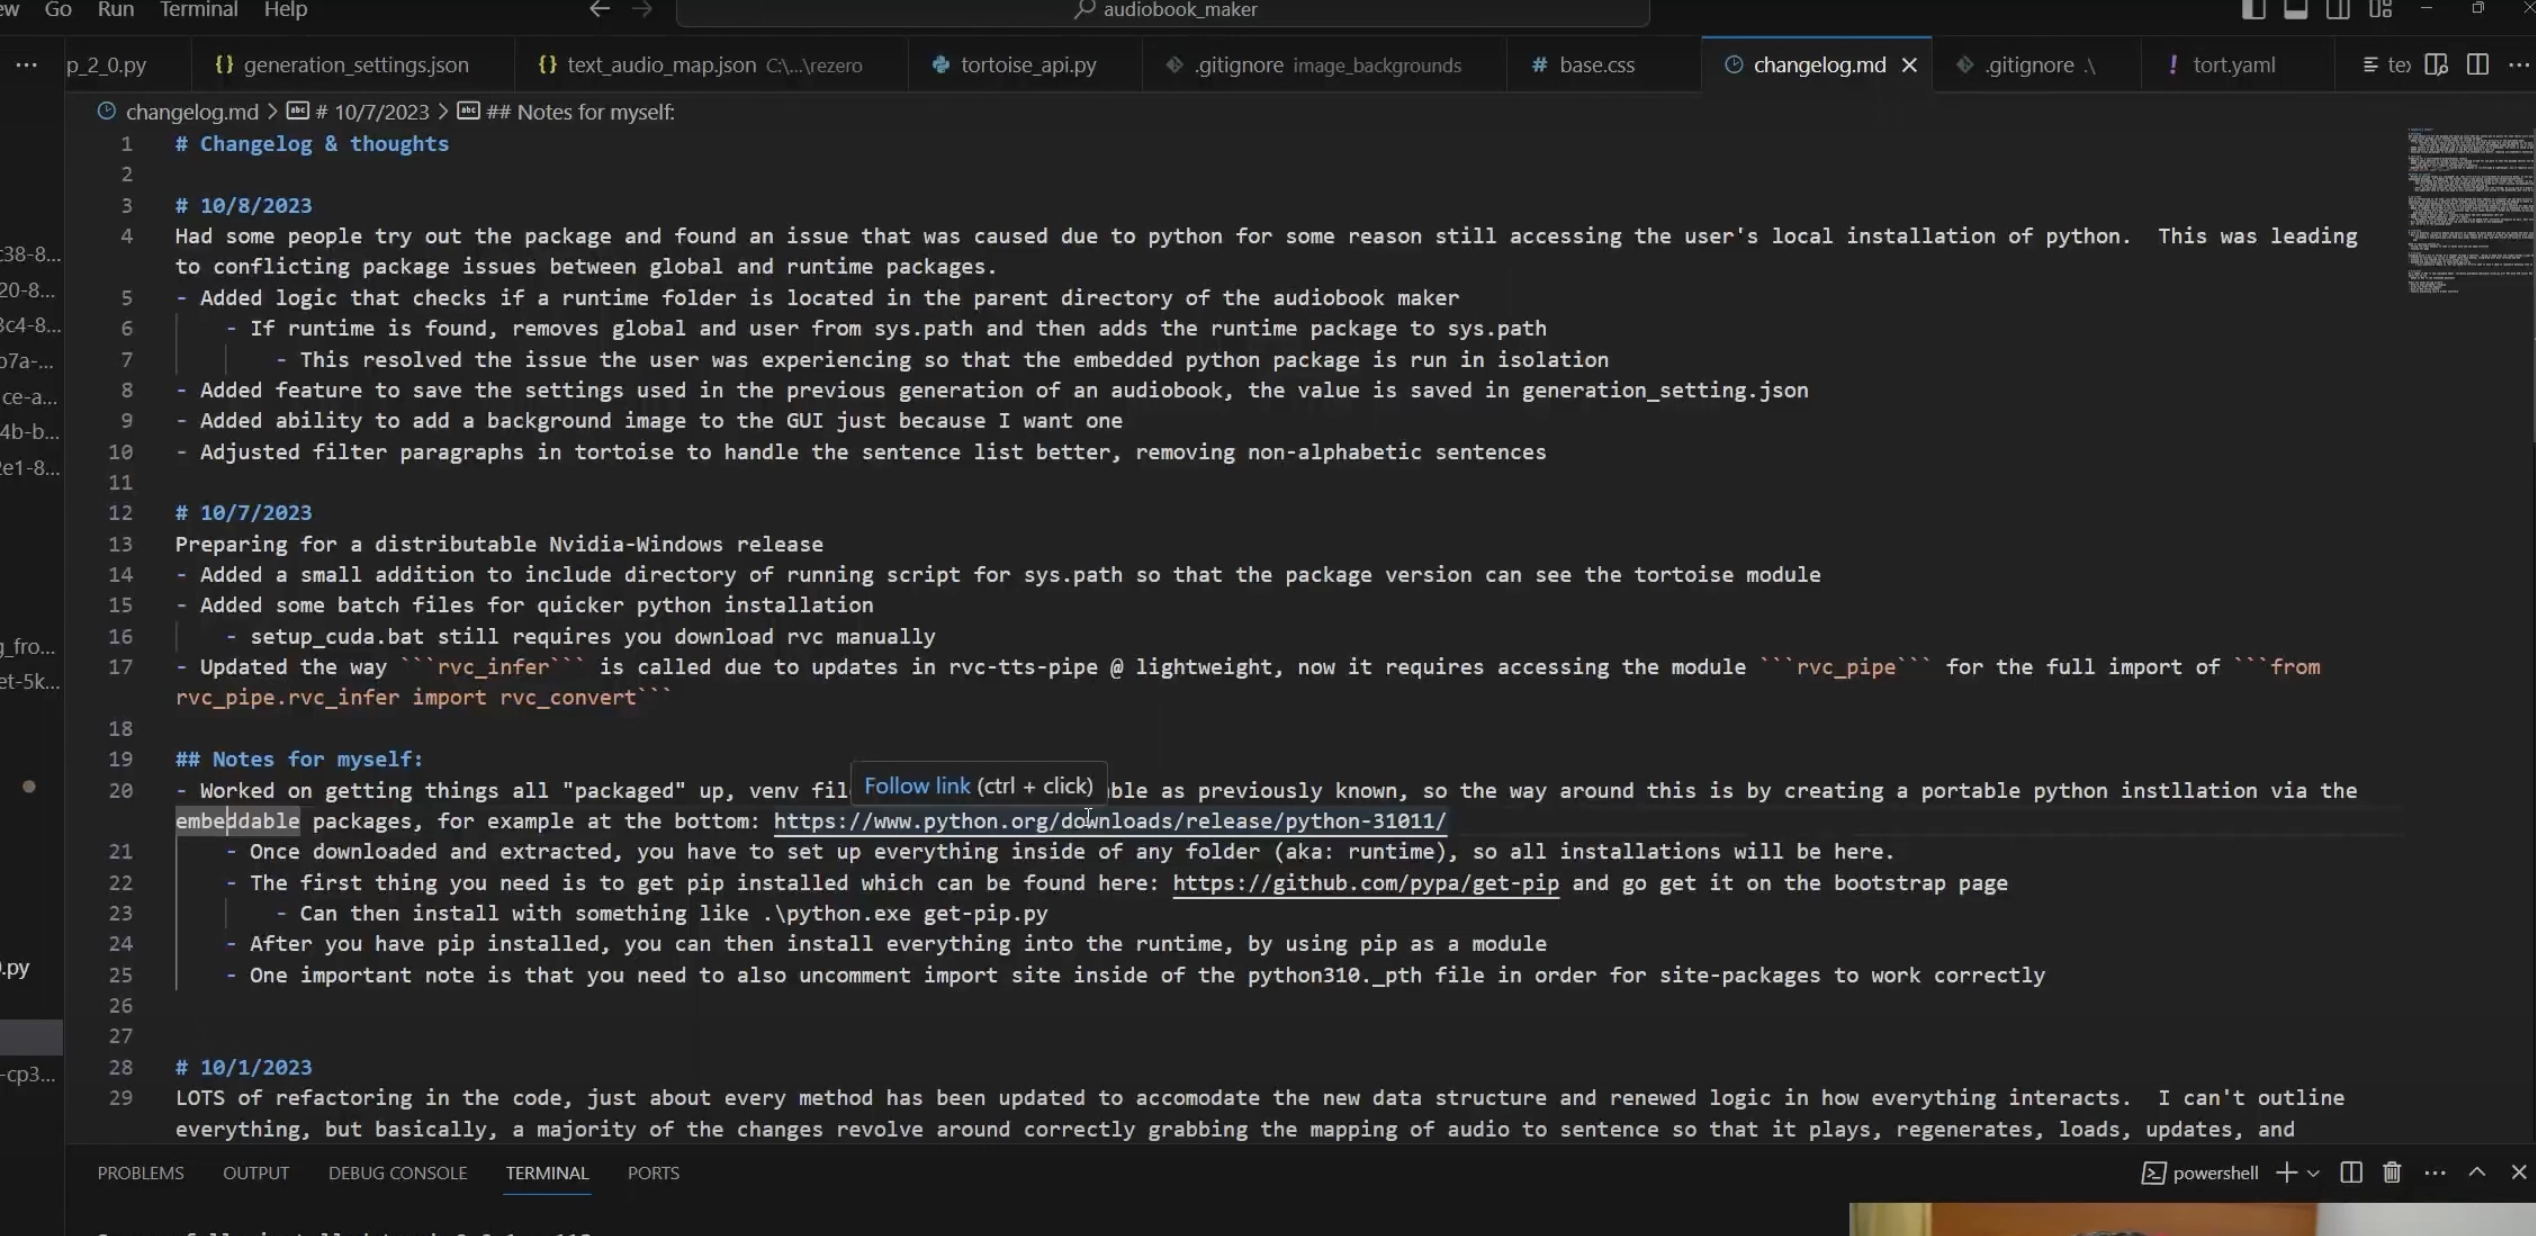 ew Go Run Terminal Help
audiobook_maker
p_2_0.py {} generation_settings.json {} text_audio_map.json C:\...\rezero tortoise_api.py .gitignore image_backgrounds # base.css changelog.md .gitignore .\ ! tort.yaml
changelog.md > # 10/7/2023 > ## Notes for myself:
1 # Changelog & thoughts
2
3 # 10/8/2023
4 Had some people try out the package and found an issue that was caused due to python for some reason still accessing the user's local installation of python. This was leading
to conflicting package issues between global and runtime packages.
5 - Added logic that checks if a runtime folder is located in the parent directory of the audiobook maker
6 - If runtime is found, removes global and user from sys.path and then adds the runtime package to sys.path
7 - This resolved the issue the user was experiencing so that the embedded python package is run in isolation
8 - Added feature to save the settings used in the previous generation of an audiobook, the value is saved in generation_setting.json
9 - Added ability to add a background image to the GUI just because I want one
10 - Adjusted filter paragraphs in tortoise to handle the sentence list better, removing non-alphabetic sentences
11
12 # 10/7/2023
13 Preparing for a distributable Nvidia-Windows release
14 - Added a small addition to include directory of running script for sys.path so that the package version can see the tortoise module
15 - Added some batch files for quicker python installation
16 - setup_cuda.bat still requires you download rvc manually
17 - Updated the way ```rvc_infer``` is called due to updates in rvc-tts-pipe @ lightweight, now it requires accessing the module ```rvc_pipe``` for the full import of ```from
rvc_pipe.rvc_infer import rvc_convert```
18
19 ## Notes for myself:
Follow link (ctrl + click)
20 - Worked on getting things all "packaged" up, venv fil ble as previously known, so the way around this is by creating a portable python instllation via the
embeddable packages, for example at the bottom: https://www.python.org/downloads/release/python-31011/
21 - Once downloaded and extracted, you have to set up everything inside of any folder (aka: runtime), so all installations will be here.
22 - The first thing you need is to get pip installed which can be found here: https://github.com/pypa/get-pip and go get it on the bootstrap page
23 - Can then install with something like .\python.exe get-pip.py
24 - After you have pip installed, you can then install everything into the runtime, by using pip as a module
25 - One important note is that you need to also uncomment import site inside of the python310._pth file in order for site-packages to work correctly
26
27
28 # 10/1/2023
29 LOTS of refactoring in the code, just about every method has been updated to accomodate the new data structure and renewed logic in how everything interacts. I can't outline
everything, but basically, a majority of the changes revolve around correctly grabbing the mapping of audio to sentence so that it plays, regenerates, loads, updates, and
PROBLEMS OUTPUT DEBUG CONSOLE TERMINAL PORTS powershell